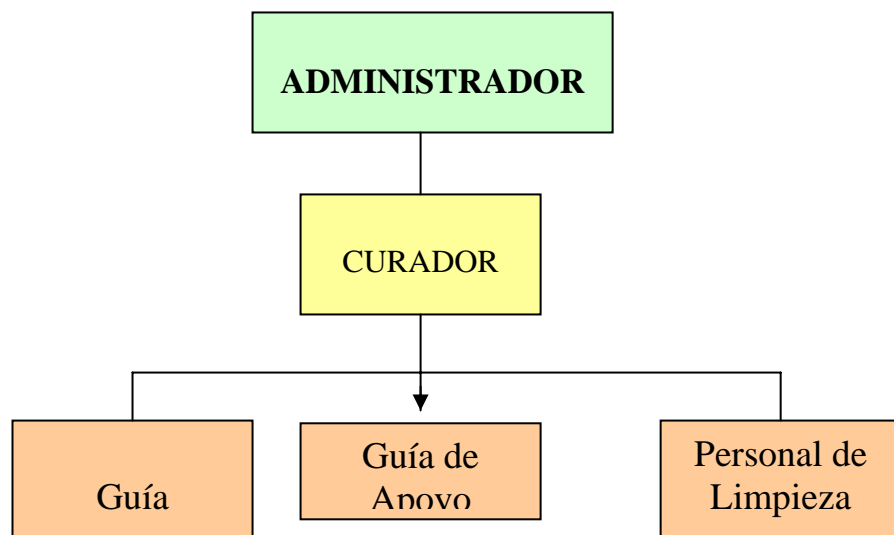 ADMINISTRADOR
CURADOR
Guía
Guía de
Apoyo
Personal de
Limpieza